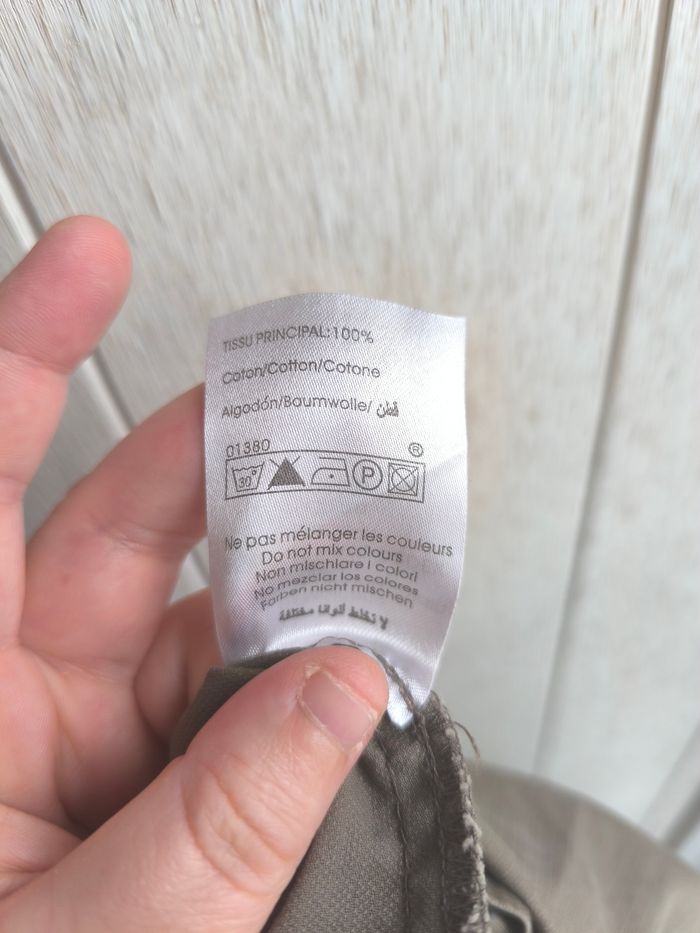 TISSU PRINCIPAL:100%
Coton/Cotton/Cotone
Algodón/Baumwolle/ قطن
01380 ®
30° P
Ne pas mélanger les couleurs
Do not mix colours
Non mischiare i colori
No mezclar los colores
Farben nicht mischen
لا تخلط ألوانا مختلفة